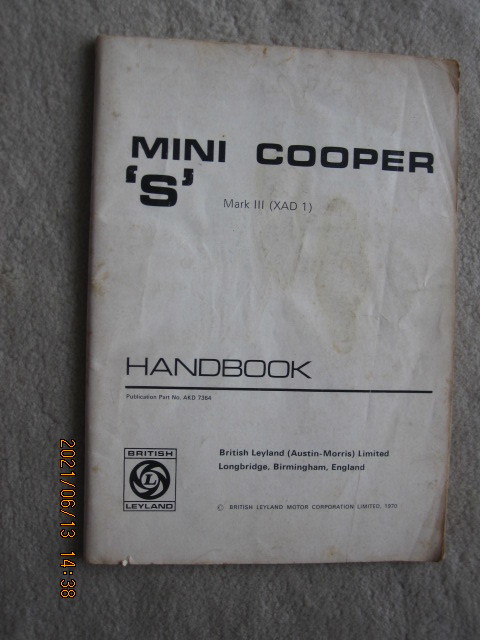 MINI COOPER
'S'
Mark III (XAD 1)
HANDBOOK
Publication Part No. AKD 7364
BRITISH
L
LEYLAND
British Leyland (Austin-Morris) Limited
Longbridge, Birmingham, England
© BRITISH LEYLAND MOTOR CORPORATION LIMITED, 1970
2021/06/13 14:38